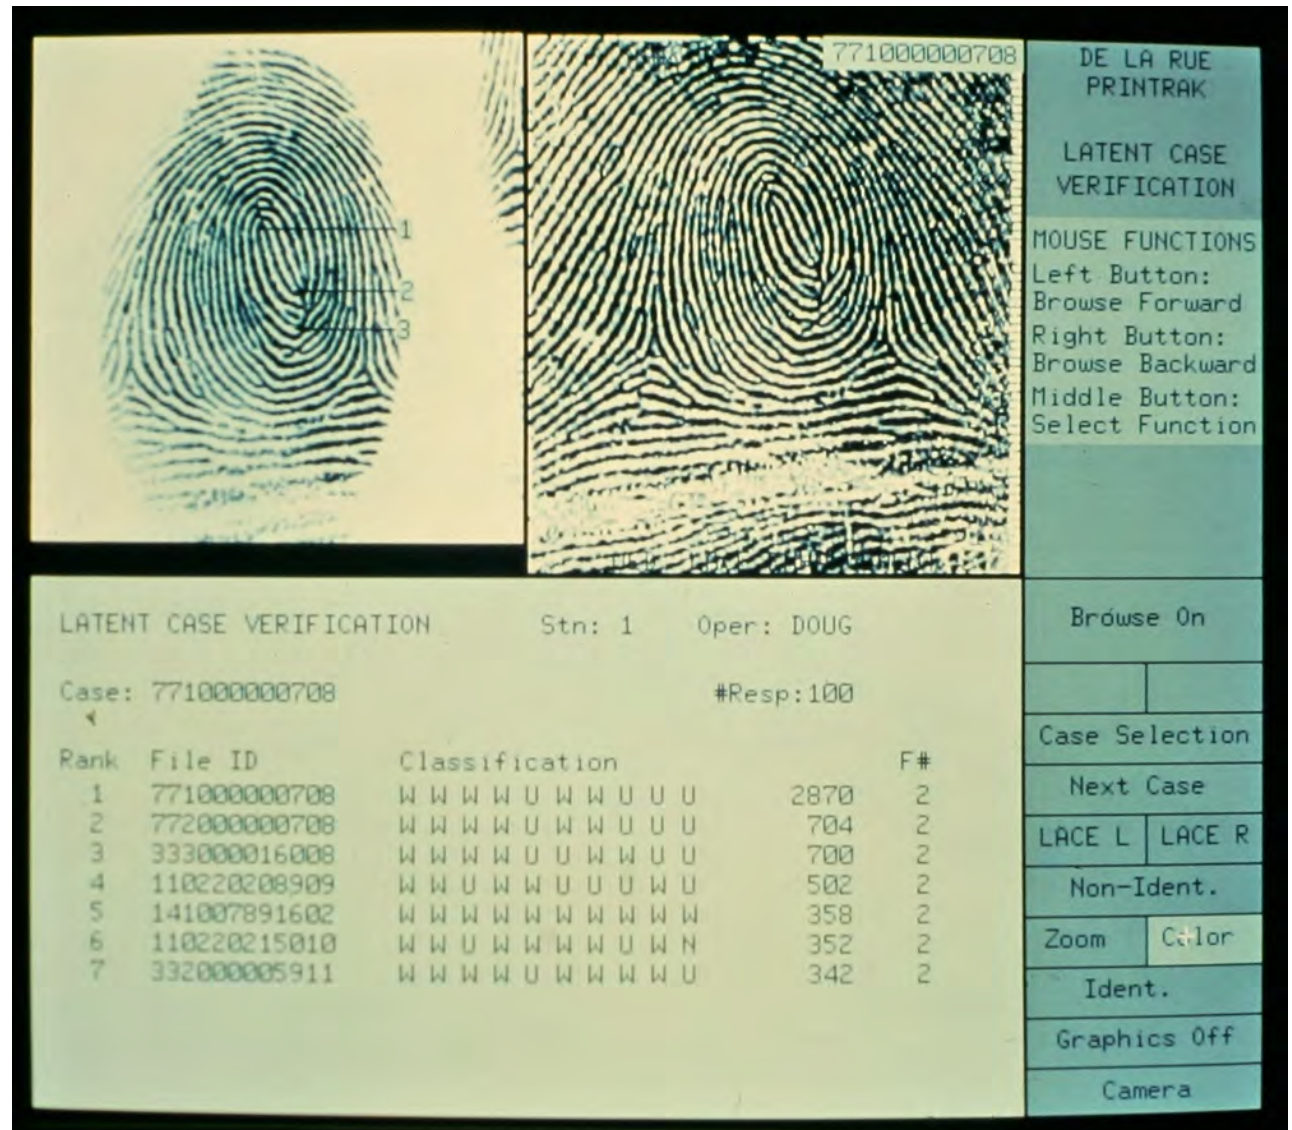 771000000708
1
2
3
DE LA RUE
PRINTRAK
LATENT CASE
VERIFICATION
MOUSE FUNCTIONS
Left Button:
Browse Forward
Right Button:
Browse Backward
Middle Button:
Select Function
LATENT CASE VERIFICATION Stn: 1 Oper: DOUG
Case: 771000000708 #Resp:100
Rank File ID Classification F#
1 771000000708 W W W W U W W U U U 2870 2
2 772000000708 W W W W U W W U U U 704 2
3 333000016008 W W W W U U W W U U 700 2
4 110220208909 W W U W W U U U W U 502 2
5 141007891602 W W W W W W W W W W 358 2
6 110220215010 W W U W W W W U W N 352 2
7 332000005911 W W W W U W W W W U 342 2
Browse On
Case Selection
Next Case
LACE L LACE R
Non-Ident.
Zoom Color
Ident.
Graphics Off
Camera